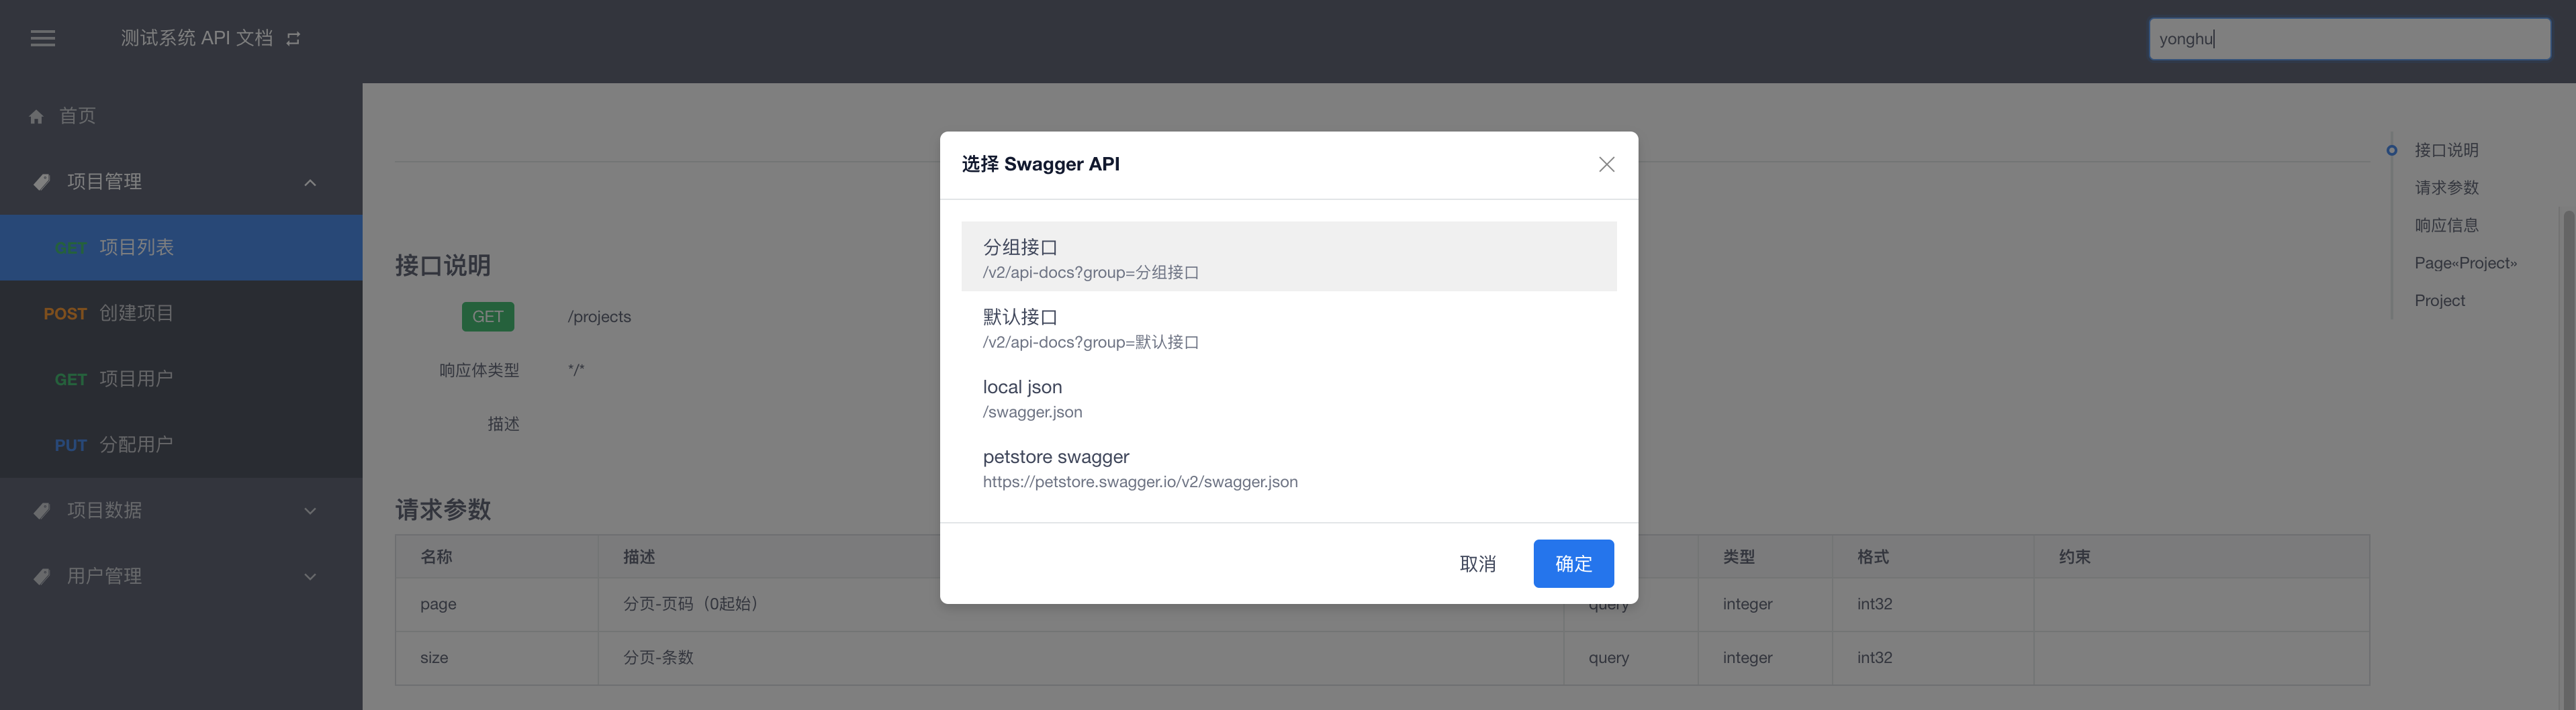 测试系统 API 文档
yonghu
首页
项目管理
GET 项目列表
POST 创建项目
GET 项目用户
PUT 分配用户
项目数据
用户管理
接口说明
GET /projects
响应体类型 */*
描述
请求参数
名称 描述 类型 格式 约束
page 分页-页码（0起始） query integer int32
size 分页-条数 query integer int32
选择 Swagger API
分组接口
/v2/api-docs?group=分组接口
默认接口
/v2/api-docs?group=默认接口
local json
/swagger.json
petstore swagger
https://petstore.swagger.io/v2/swagger.json
取消 确定
接口说明
请求参数
响应信息
Page«Project»
Project